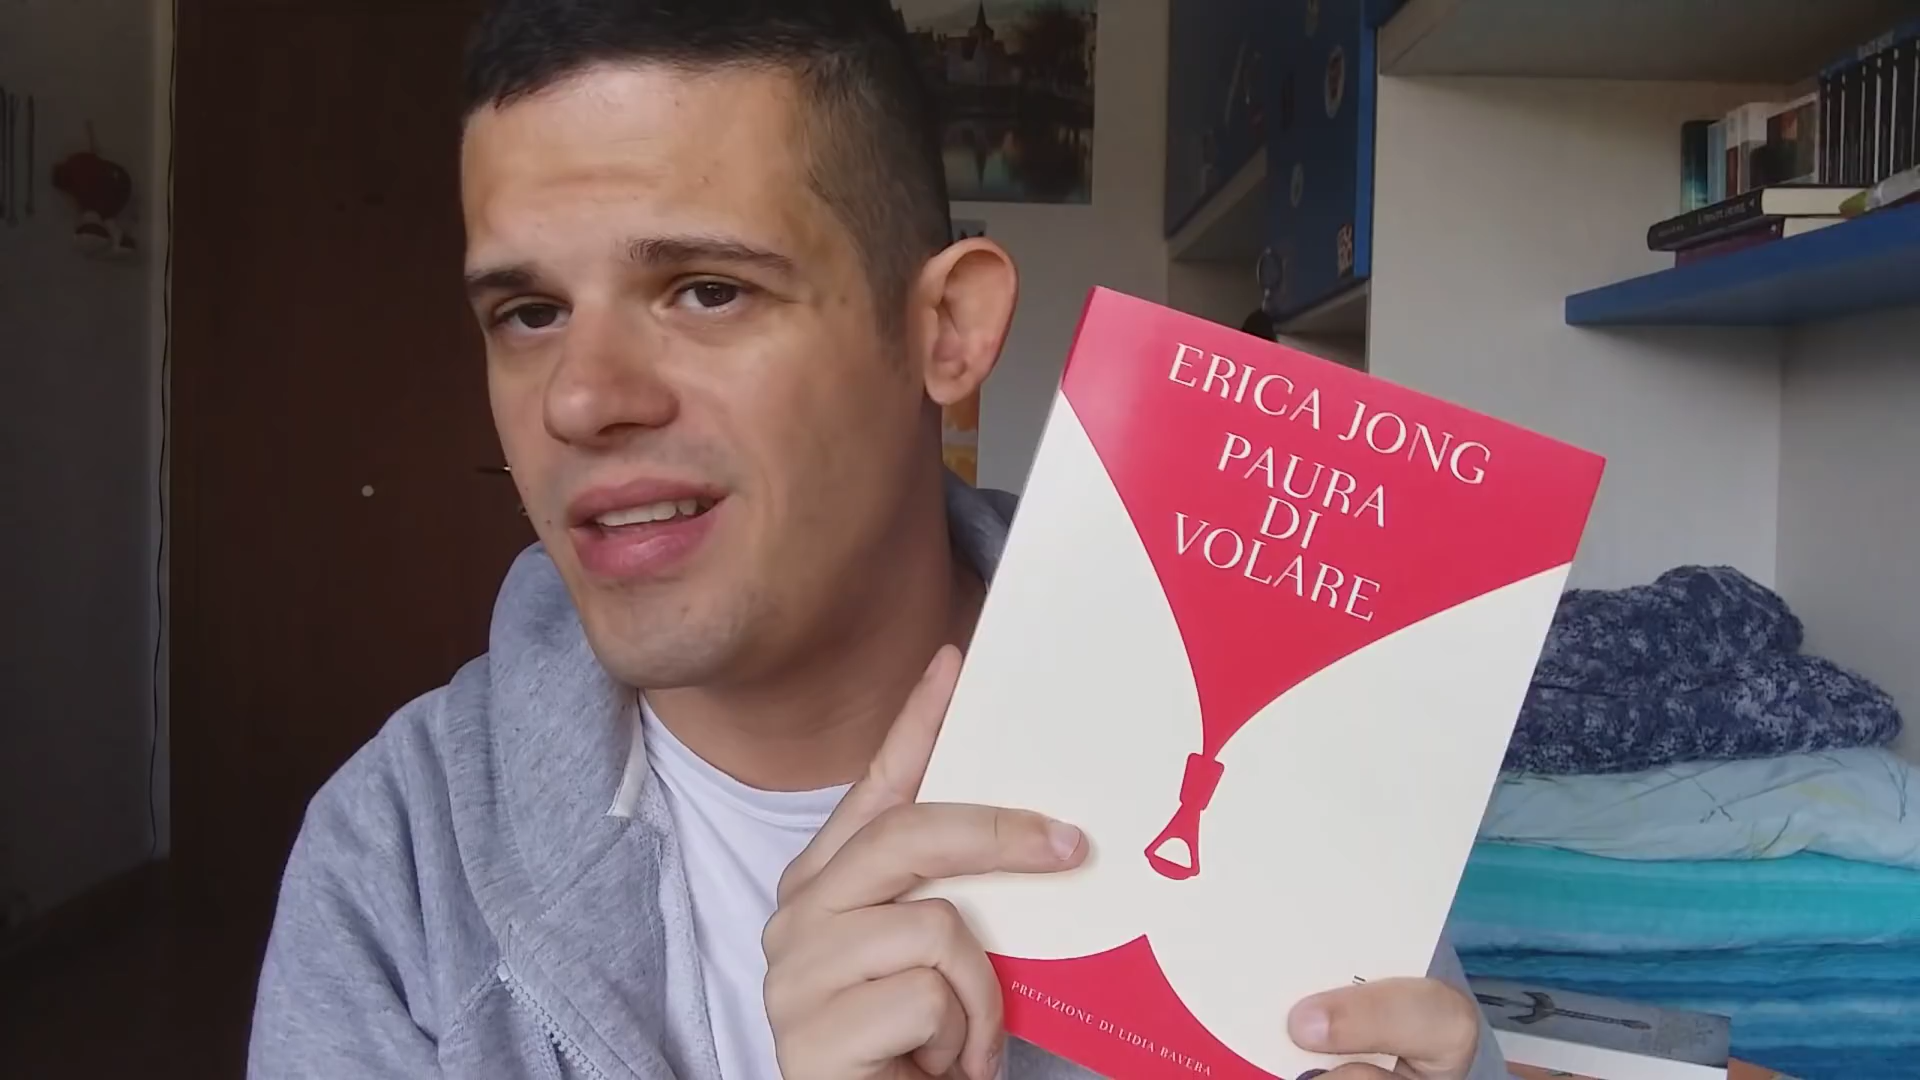 ERICA JONG
PAURA
DI
VOLARE
PREFAZIONE DI LIDIA RAVERA